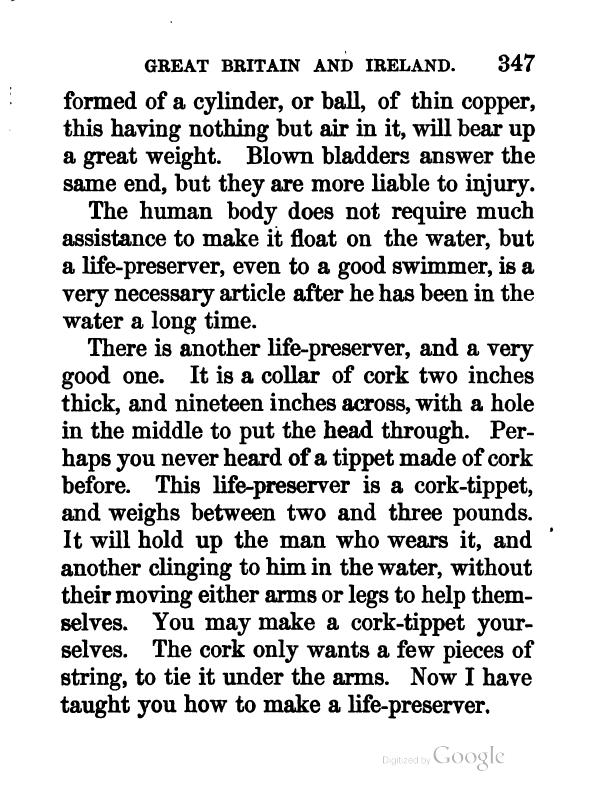 GREAT BRITAIN AND IRELAND. 347
formed of a cylinder, or ball, of thin copper,
this having nothing but air in it, will bear up
a great weight. Blown bladders answer the
same end, but they are more liable to injury.
The human body does not require much
assistance to make it float on the water, but
a life-preserver, even to a good swimmer, is a
very necessary article after he has been in the
water a long time.
There is another life-preserver, and a very
good one. It is a collar of cork two inches
thick, and nineteen inches across, with a hole
in the middle to put the head through. Per-
haps you never heard of a tippet made of cork
before. This life-preserver is a cork-tippet,
and weighs between two and three pounds.
It will hold up the man who wears it, and
another clinging to him in the water, without
their moving either arms or legs to help them-
selves. You may make a cork-tippet your-
selves. The cork only wants a few pieces of
string, to tie it under the arms. Now I have
taught you how to make a life-preserver.
Digitized by Google